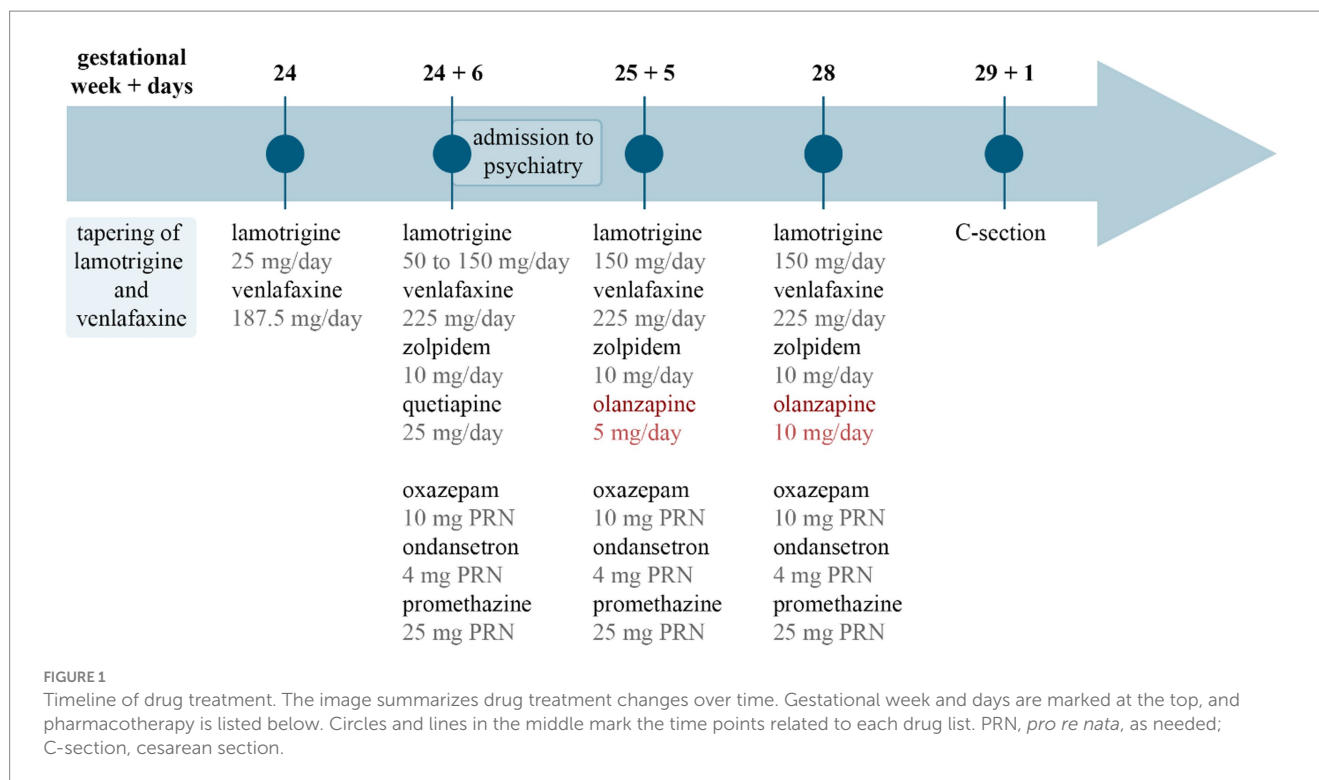 gestational
week + days
24
24 + 6
25 + 5
28
29 + 1
admission to
psychiatry
tapering of
lamotrigine
and
venlafaxine
lamotrigine
25 mg/day
venlafaxine
187.5 mg/day
lamotrigine
50 to 150 mg/day
venlafaxine
225 mg/day
zolpidem
10 mg/day
quetiapine
25 mg/day
oxazepam
10 mg PRN
ondansetron
4 mg PRN
promethazine
25 mg PRN
lamotrigine
150 mg/day
venlafaxine
225 mg/day
zolpidem
10 mg/day
olanzapine
5 mg/day
oxazepam
10 mg PRN
ondansetron
4 mg PRN
promethazine
25 mg PRN
lamotrigine
150 mg/day
venlafaxine
225 mg/day
zolpidem
10 mg/day
olanzapine
10 mg/day
oxazepam
10 mg PRN
ondansetron
4 mg PRN
promethazine
25 mg PRN
C-section
FIGURE 1
Timeline of drug treatment. The image summarizes drug treatment changes over time. Gestational week and days are marked at the top, and
pharmacotherapy is listed below. Circles and lines in the middle mark the time points related to each drug list. PRN, pro re nata, as needed;
C-section, cesarean section.